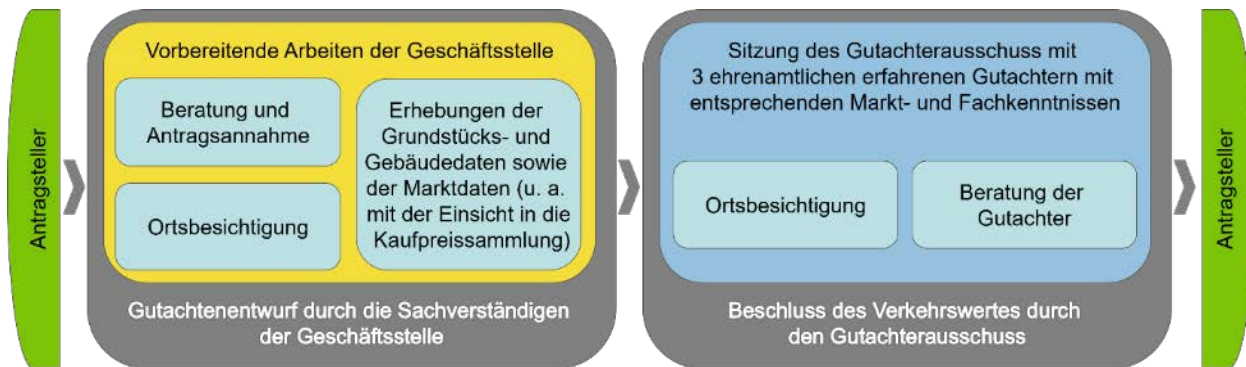 Antragsteller
Vorbereitende Arbeiten der Geschäftsstelle
Beratung und
Antragsannahme
Ortsbesichtigung
Erhebungen der
Grundstücks- und
Gebäudedaten sowie
der Marktdaten (u. a.
mit der Einsicht in die
Kaufpreissammlung)
Gutachtenentwurf durch die Sachverständigen
der Geschäftsstelle
Sitzung des Gutachterausschuss mit
3 ehrenamtlichen erfahrenen Gutachtern mit
entsprechenden Markt- und Fachkenntnissen
Ortsbesichtigung
Beratung der
Gutachter
Beschluss des Verkehrswertes durch
den Gutachterausschuss
Antragsteller